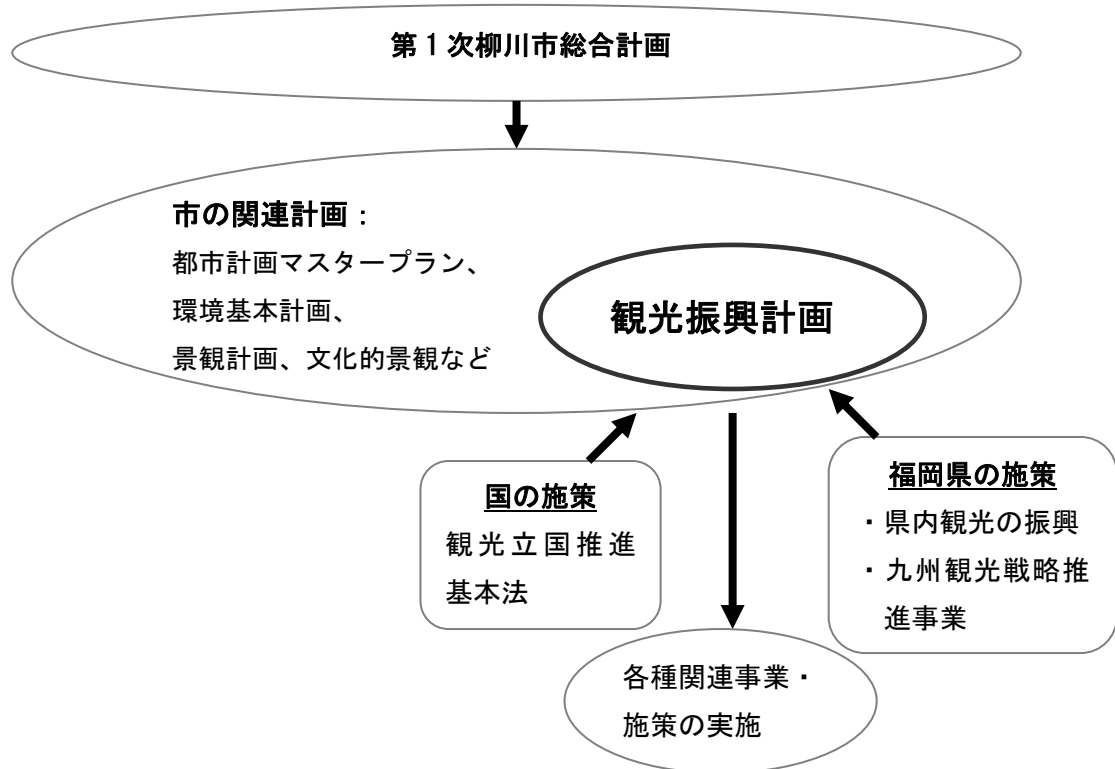 第1次柳川市総合計画
市の関連計画：
都市計画マスタープラン、
環境基本計画、
景観計画、文化的景観など
観光振興計画
国の施策
観光立国推進
基本法
福岡県の施策
・県内観光の振興
・九州観光戦略推
進事業
各種関連事業・
施策の実施